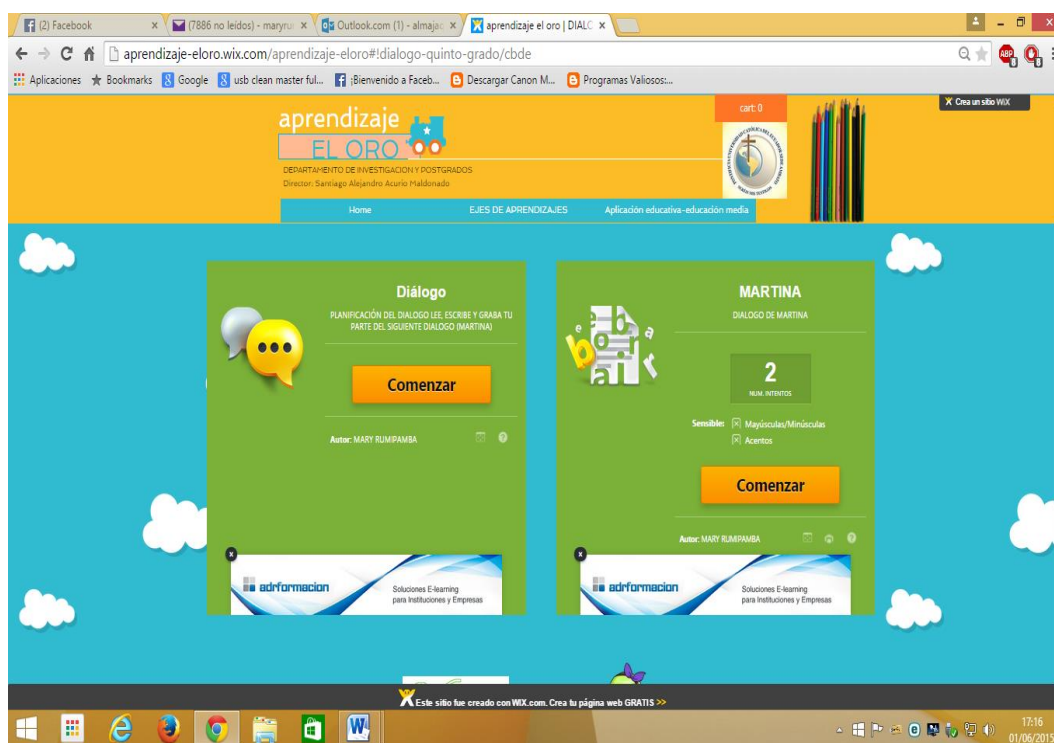 (2) Facebook
(7886 no leídos) - maryru
Outlook.com (1) - almajac
aprendizaje el oro | DIALC
aprendizaje-eloro.wix.com/aprendizaje-eloro#!dialogo-quinto-grado/cbde
Aplicaciones
Bookmarks
Google
usb clean master ful...
¡Bienvenido a Faceb...
Descargar Canon M...
Programas Valiosos:...
aprendizaje
EL ORO
DEPARTAMENTO DE INVESTIGACION Y POSTGRADOS
Director: Santiago Alejandro Acurio Maldonado
cart: 0
Crea un sitio WiX
Home
EJES DE APRENDIZAJES
Aplicación educativa-educación media
Diálogo
PLANIFICACIÓN DEL DIALOGO LEE, ESCRIBE Y GRABA TU
PARTE DEL SIGUIENTE DIALOGO (MARTINA)
Comenzar
Autor: MARY RUMIPAMBA
MARTINA
DIALOGO DE MARTINA
2
NUM. INTENTOS
Sensible: Mayúsculas/Minúsculas
Acentos
Comenzar
Autor: MARY RUMIPAMBA
adrformacion
Soluciones E-learning
para Instituciones y Empresas
adrformacion
Soluciones E-learning
para Instituciones y Empresas
Este sitio fue creado con WIX.com. Crea tu página web GRATIS >>
17:16
01/06/2015